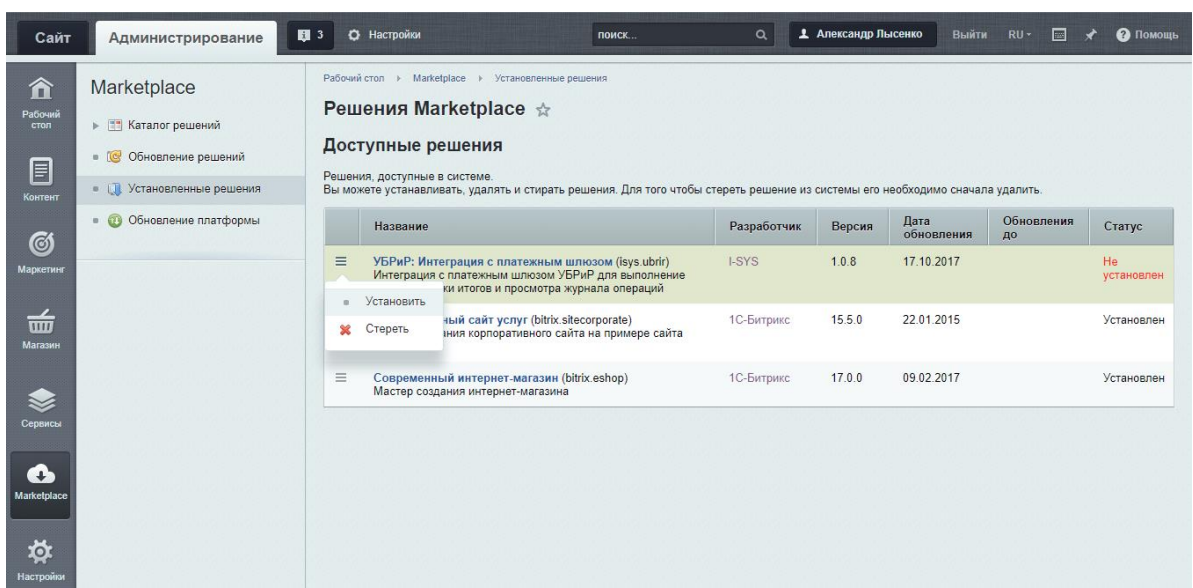 Сайт
Администрирование
3
Настройки
поиск...
Александр Лысенко
Выйти
RU
Помощь
Рабочий
стол
Контент
Маркетинг
Магазин
Сервисы
Marketplace
Настройки
Marketplace
Каталог решений
Обновление решений
Установленные решения
Обновление платформы
Рабочий стол Marketplace Установленные решения
Решения Marketplace
Доступные решения
Решения, доступные в системе.
Вы можете устанавливать, удалять и стирать решения. Для того чтобы стереть решение из системы его необходимо сначала удалить.
Название Разработчик Версия Дата обновления Обновления до Статус
УБРиР: Интеграция с платежным шлюзом (isys.ubrir) I-SYS 1.0.8 17.10.2017 Не установлен
Интеграция с платежным шлюзом УБРиР для выполнение
итогов и просмотра журнала операций
Установить
Стереть
сайт услуг (bitrix.sitecorporate) 1С-Битрикс 15.5.0 22.01.2015 Установлен
корпоративного сайта на примере сайта
Современный интернет-магазин (bitrix.eshop) 1С-Битрикс 17.0.0 09.02.2017 Установлен
Мастер создания интернет-магазина